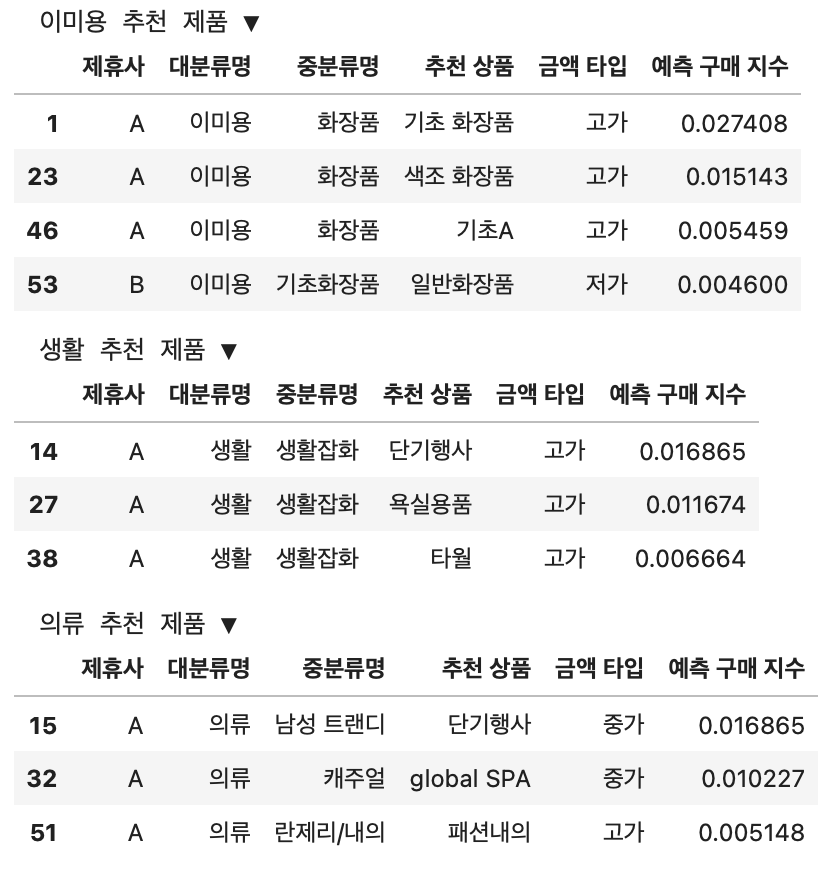 이미용 추천 제품 ▼
제휴사 대분류명 중분류명 추천 상품 금액 타입 예측 구매 지수
1 A 이미용 화장품 기초 화장품 고가 0.027408
23 A 이미용 화장품 색조 화장품 고가 0.015143
46 A 이미용 화장품 기초A 고가 0.005459
53 B 이미용 기초화장품 일반화장품 저가 0.004600
생활 추천 제품 ▼
제휴사 대분류명 중분류명 추천 상품 금액 타입 예측 구매 지수
14 A 생활 생활잡화 단기행사 고가 0.016865
27 A 생활 생활잡화 욕실용품 고가 0.011674
38 A 생활 생활잡화 타월 고가 0.006664
의류 추천 제품 ▼
제휴사 대분류명 중분류명 추천 상품 금액 타입 예측 구매 지수
15 A 의류 남성 트랜디 단기행사 중가 0.016865
32 A 의류 캐주얼 global SPA 중가 0.010227
51 A 의류 란제리/내의 패션내의 고가 0.005148